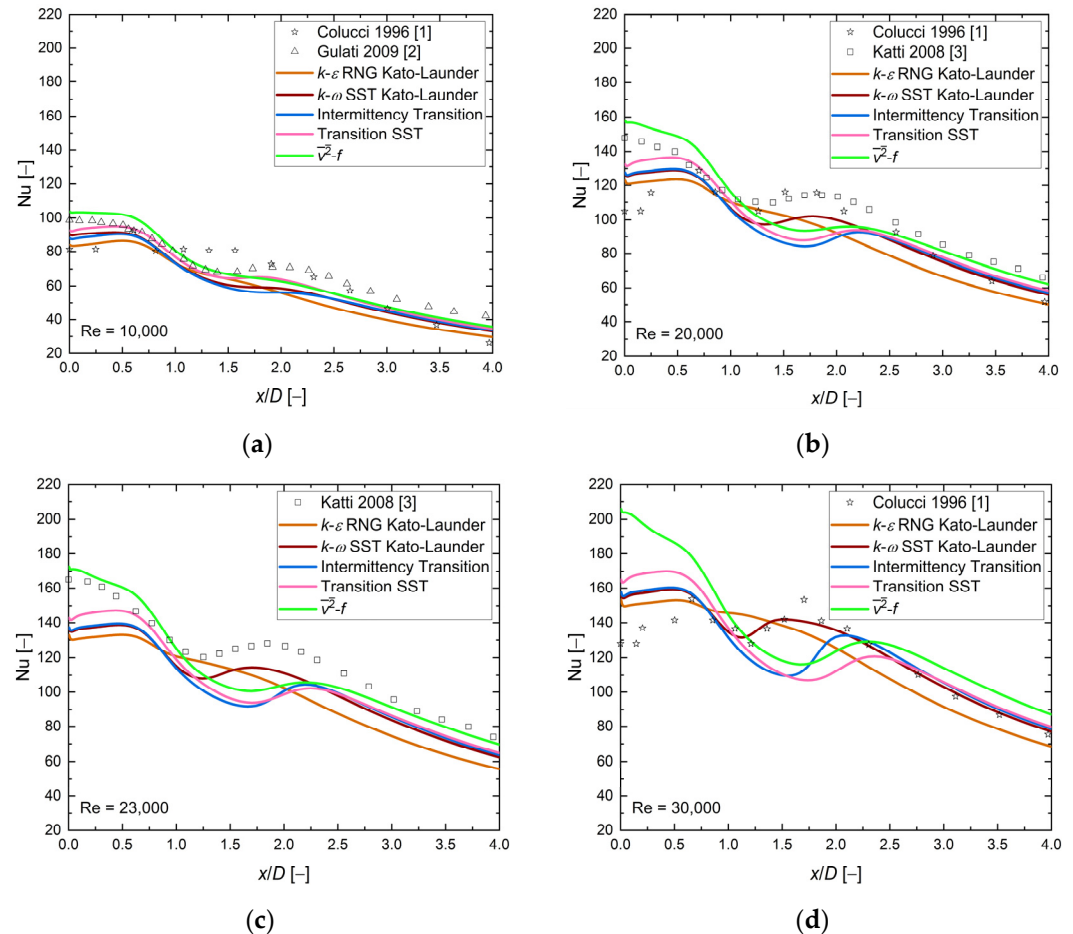 220
200
180
160
140
120
100
80
60
40
20
Nu [–]
0.0 0.5 1.0 1.5 2.0 2.5 3.0 3.5 4.0
x/D [–]
Colucci 1996 [1]
Gulati 2009 [2]
k-ε RNG Kato-Launder
k-ω SST Kato-Launder
Intermittency Transition
Transition SST
v²-f
Re = 10,000
(a)
220
200
180
160
140
120
100
80
60
40
20
Nu [–]
0.0 0.5 1.0 1.5 2.0 2.5 3.0 3.5 4.0
x/D [–]
Colucci 1996 [1]
Katti 2008 [3]
k-ε RNG Kato-Launder
k-ω SST Kato-Launder
Intermittency Transition
Transition SST
v²-f
Re = 20,000
(b)
220
200
180
160
140
120
100
80
60
40
20
Nu [–]
0.0 0.5 1.0 1.5 2.0 2.5 3.0 3.5 4.0
x/D [–]
Katti 2008 [3]
k-ε RNG Kato-Launder
k-ω SST Kato-Launder
Intermittency Transition
Transition SST
v²-f
Re = 23,000
(c)
220
200
180
160
140
120
100
80
60
40
20
Nu [–]
0.0 0.5 1.0 1.5 2.0 2.5 3.0 3.5 4.0
x/D [–]
Colucci 1996 [1]
k-ε RNG Kato-Launder
k-ω SST Kato-Launder
Intermittency Transition
Transition SST
v²-f
Re = 30,000
(d)